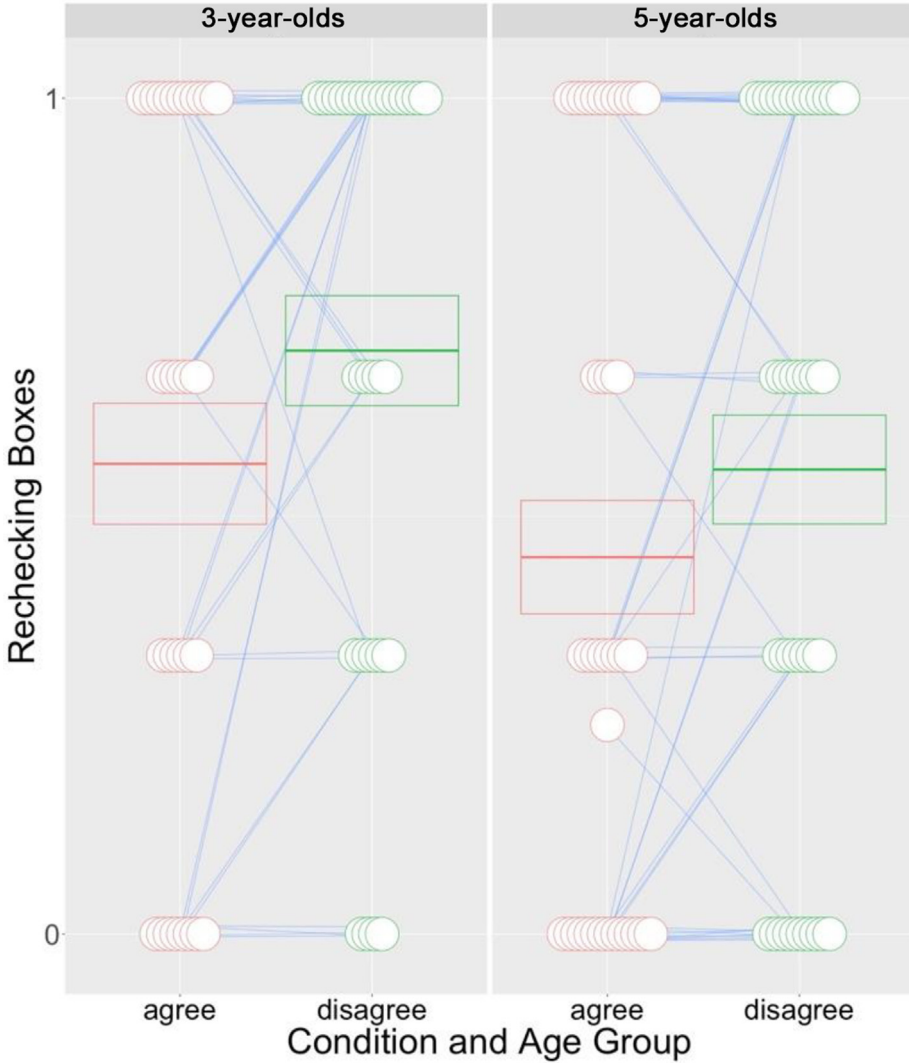 3-year-olds 5-year-olds
1
Rechecking Boxes
0
agree disagree agree disagree
Condition and Age Group